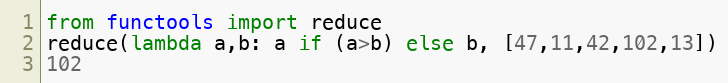 1 from functools import reduce
2 reduce(lambda a,b: a if (a>b) else b, [47,11,42,102,13])
3 102